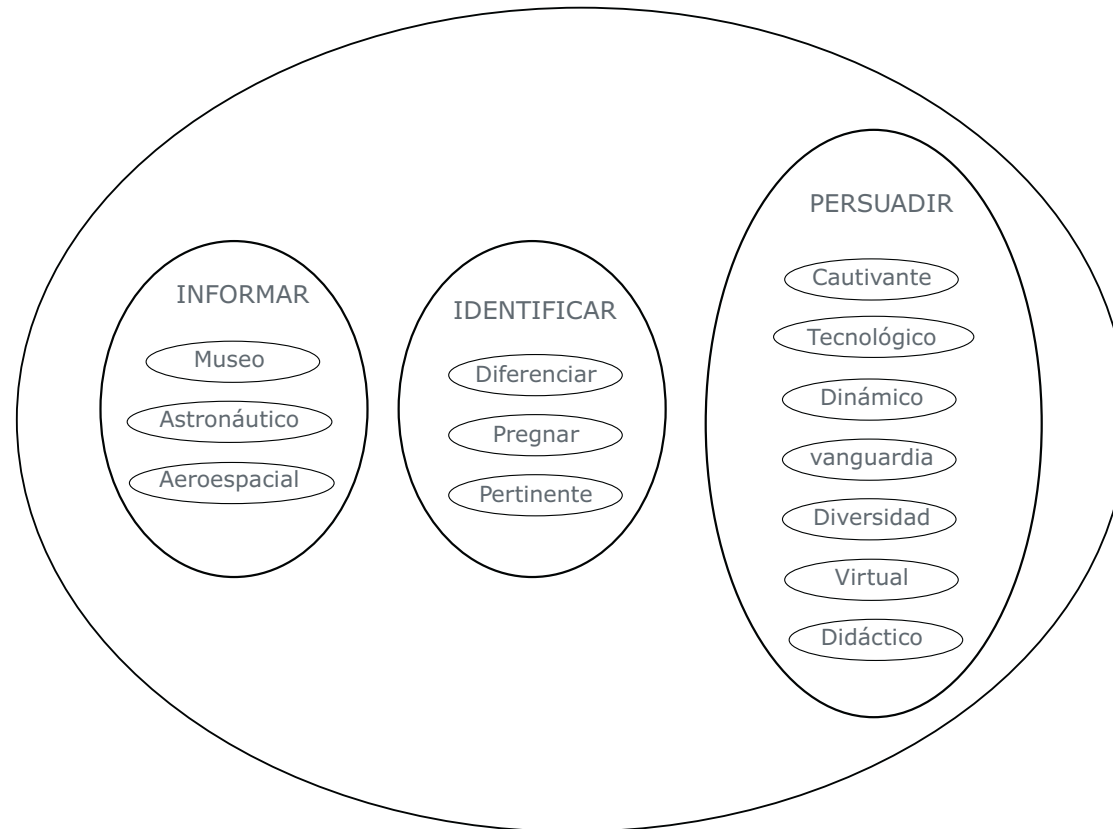 INFORMAR
Museo
Astronáutico
Aeroespacial
IDENTIFICAR
Diferenciar
Pregnar
Pertinente
PERSUADIR
Cautivante
Tecnológico
Dinámico
vanguardia
Diversidad
Virtual
Didáctico